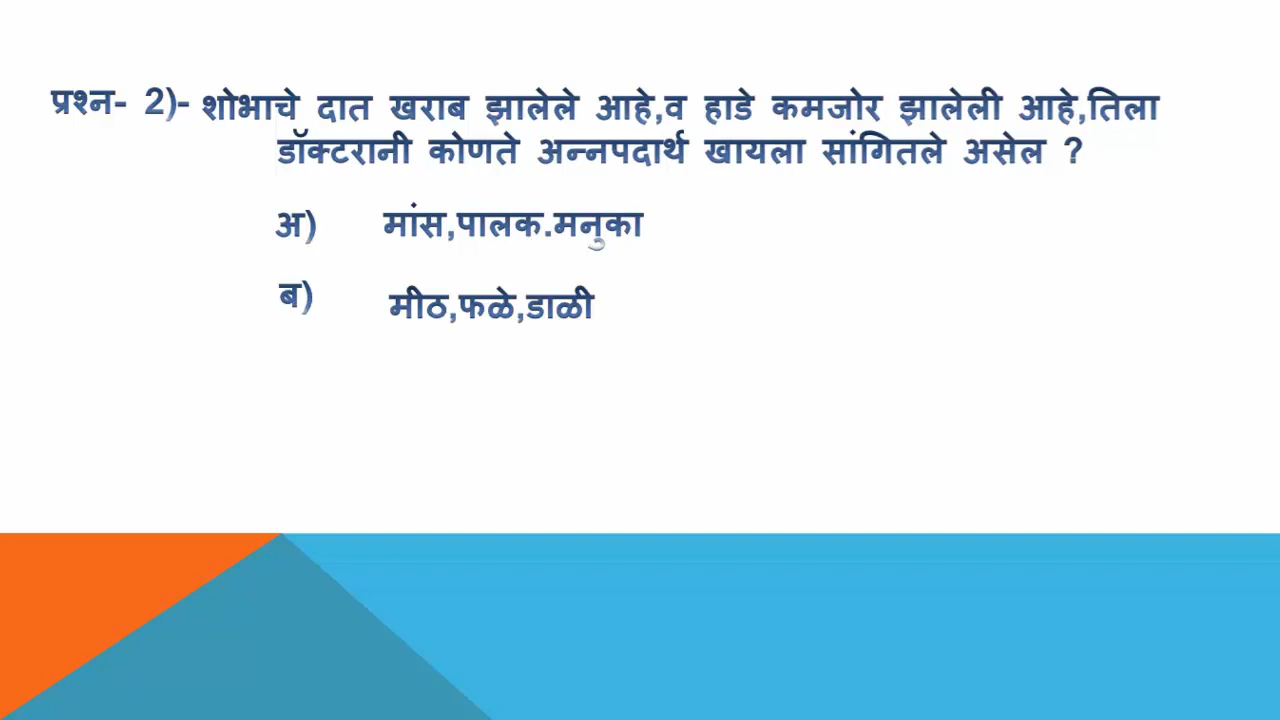 प्रश्न- 2)- शोभाचे दात खराब झालेले आहे,व हाडे कमजोर झालेली आहे,तिला
डॉक्टरानी कोणते अन्नपदार्थ खायला सांगितले असेल ?
अ) मांस,पालक.मनुका
ब) मीठ,फळे,डाळी